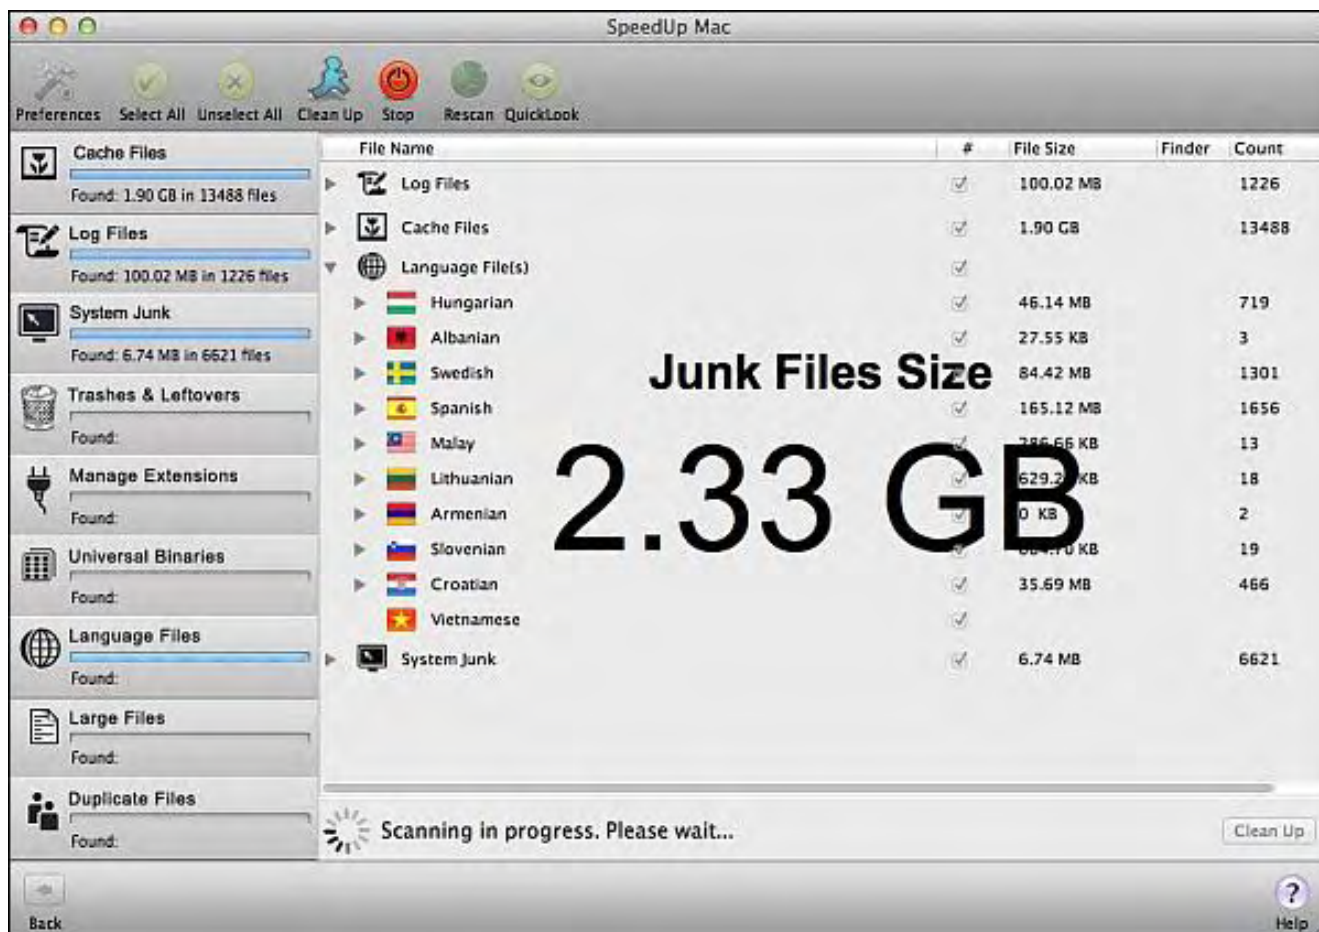 SpeedUp Mac
Preferences Select All Unselect All Clean Up Stop Rescan QuickLook
Cache Files
Found: 1.90 GB in 13488 files
Log Files
Found: 100.02 MB in 1226 files
System Junk
Found: 6.74 MB in 6621 files
Trashes & Leftovers
Found:
Manage Extensions
Found:
Universal Binaries
Found:
Language Files
Found:
Large Files
Found:
Duplicate Files
Found:
File Name # File Size Finder Count
Log Files 100.02 MB 1226
Cache Files 1.90 GB 13488
Language File(s)
Hungarian 46.14 MB 719
Albanian 27.55 KB 3
Swedish 84.42 MB 1301
Spanish 165.12 MB 1656
Malay KB 13
Lithuanian KB 18
Armenian 0 KB 2
Slovenian KB 19
Croatian 35.69 MB 466
Vietnamese
System Junk 6.74 MB 6621
Junk Files Size
2.33 GB
Scanning in progress. Please wait...
Clean Up
Back
? Help